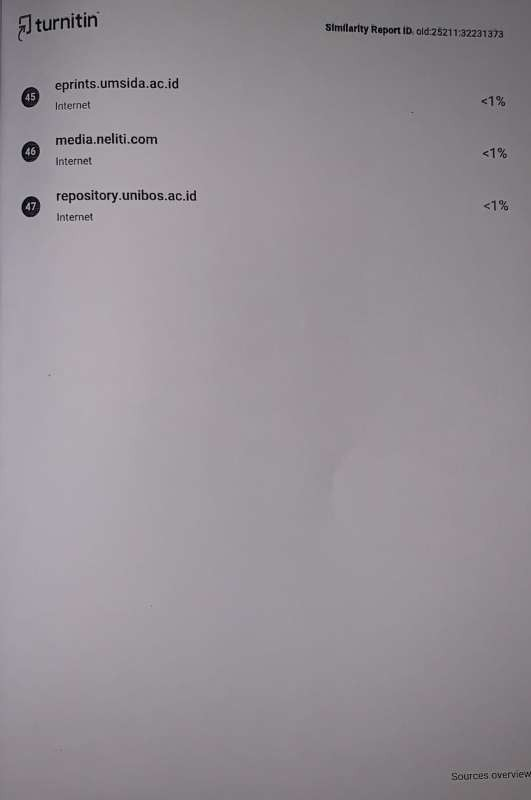 turnitin
Similarity Report ID. oid:25211:32231373
45 eprints.umsida.ac.id <1%
Internet
46 media.neliti.com <1%
Internet
47 repository.unibos.ac.id <1%
Internet
Sources overview